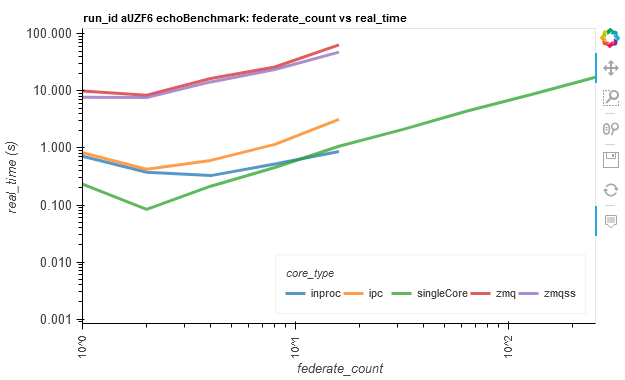 run_id aUZF6 echoBenchmark: federate_count vs real_time
100.000
10.000
1.000
0.100
0.010
0.001
real_time (s)
core_type
inproc ipc singleCore zmq zmqss
10^0 10^1 10^2
federate_count